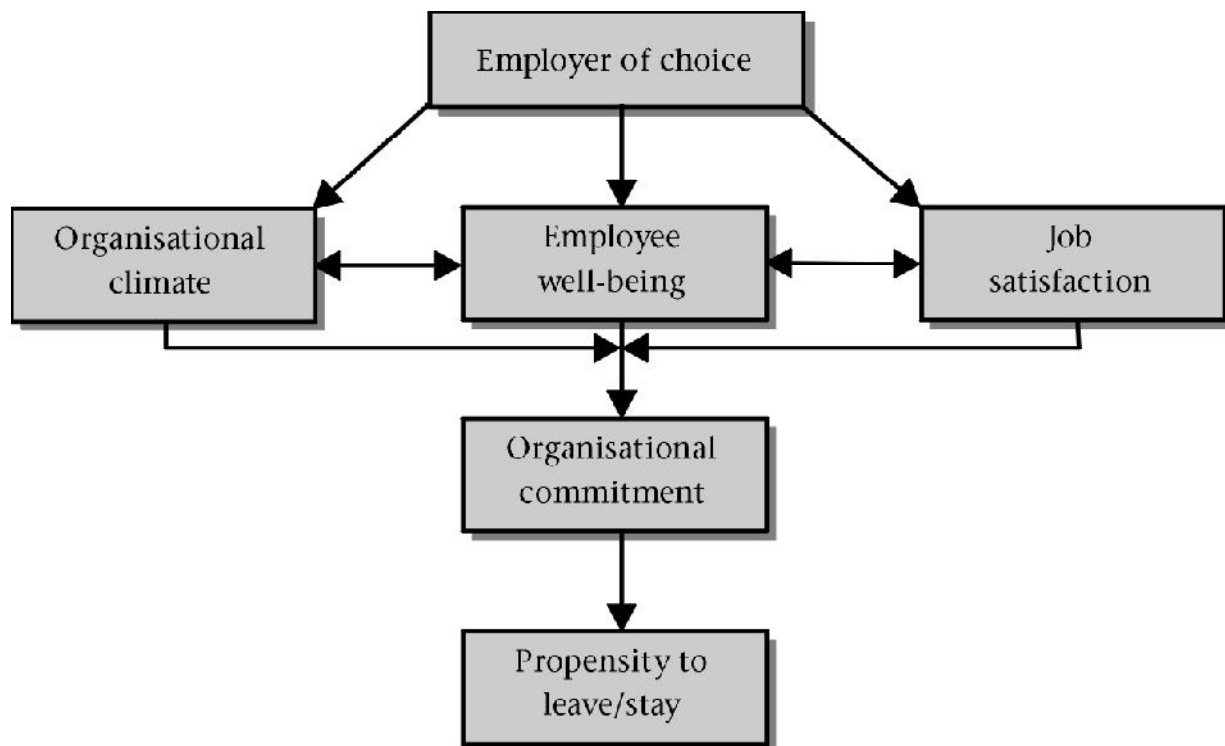 Employer of choice
Organisational
climate
Employee
well-being
Job
satisfaction
Organisational
commitment
Propensity to
leave/stay